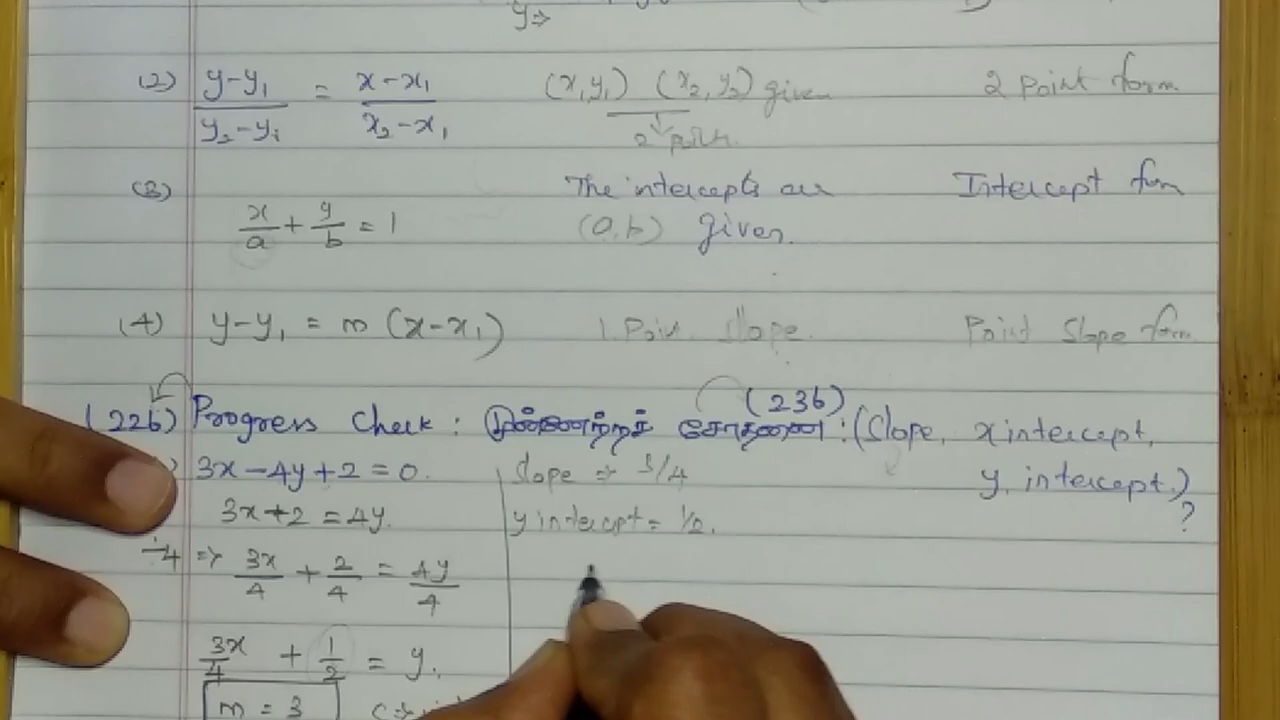 y⇒
(2) y-y₁/y₂-y₁ = x-x₁/x₂-x₁ (x,y₁) (x₂,y₂) given 2 point form
(3) The intercepts are Intercept form
x/a + y/b = 1 (a,b) given.
(4) y-y₁ = m (x-x₁) 1 Point Slope. Point Slope form
(226) Progress Check : முன்னேற்றச் சோதனை : (236) (Slope, x intercept,
3x-4y+2=0. Slope ⇒ 3/4 y intercept.)
3x+2=4y. y intercept = 1/2. ?
÷4 ⇒ 3x/4 + 2/4 = 4y/4
3x/4 + 1/2 = y.
m = 3